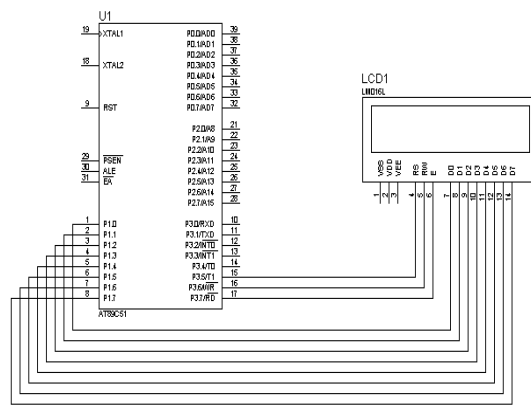 U1
19 XTAL1 P0.0/AD0 39
P0.1/AD1 38
P0.2/AD2 37
18 XTAL2 P0.3/AD3 36
P0.4/AD4 35
P0.5/AD5 34
P0.6/AD6 33
9 RST P0.7/AD7 32
P2.0/A8 21
P2.1/A9 22
P2.2/A10 23
29 PSEN P2.3/A11 24
30 ALE P2.4/A12 25
31 EA P2.5/A13 26
P2.6/A14 27
P2.7/A15 28
1 P1.0 P3.0/RXD 10
2 P1.1 P3.1/TXD 11
3 P1.2 P3.2/INT0 12
4 P1.3 P3.3/INT1 13
5 P1.4 P3.4/T0 14
6 P1.5 P3.5/T1 15
7 P1.6 P3.6/WR 16
8 P1.7 P3.7/RD 17
AT89C51
LCD1
LM016L
VSS VDD VEE RS RW E D0 D1 D2 D3 D4 D5 D6 D7
1 2 3 4 5 6 7 8 9 10 11 12 13 14